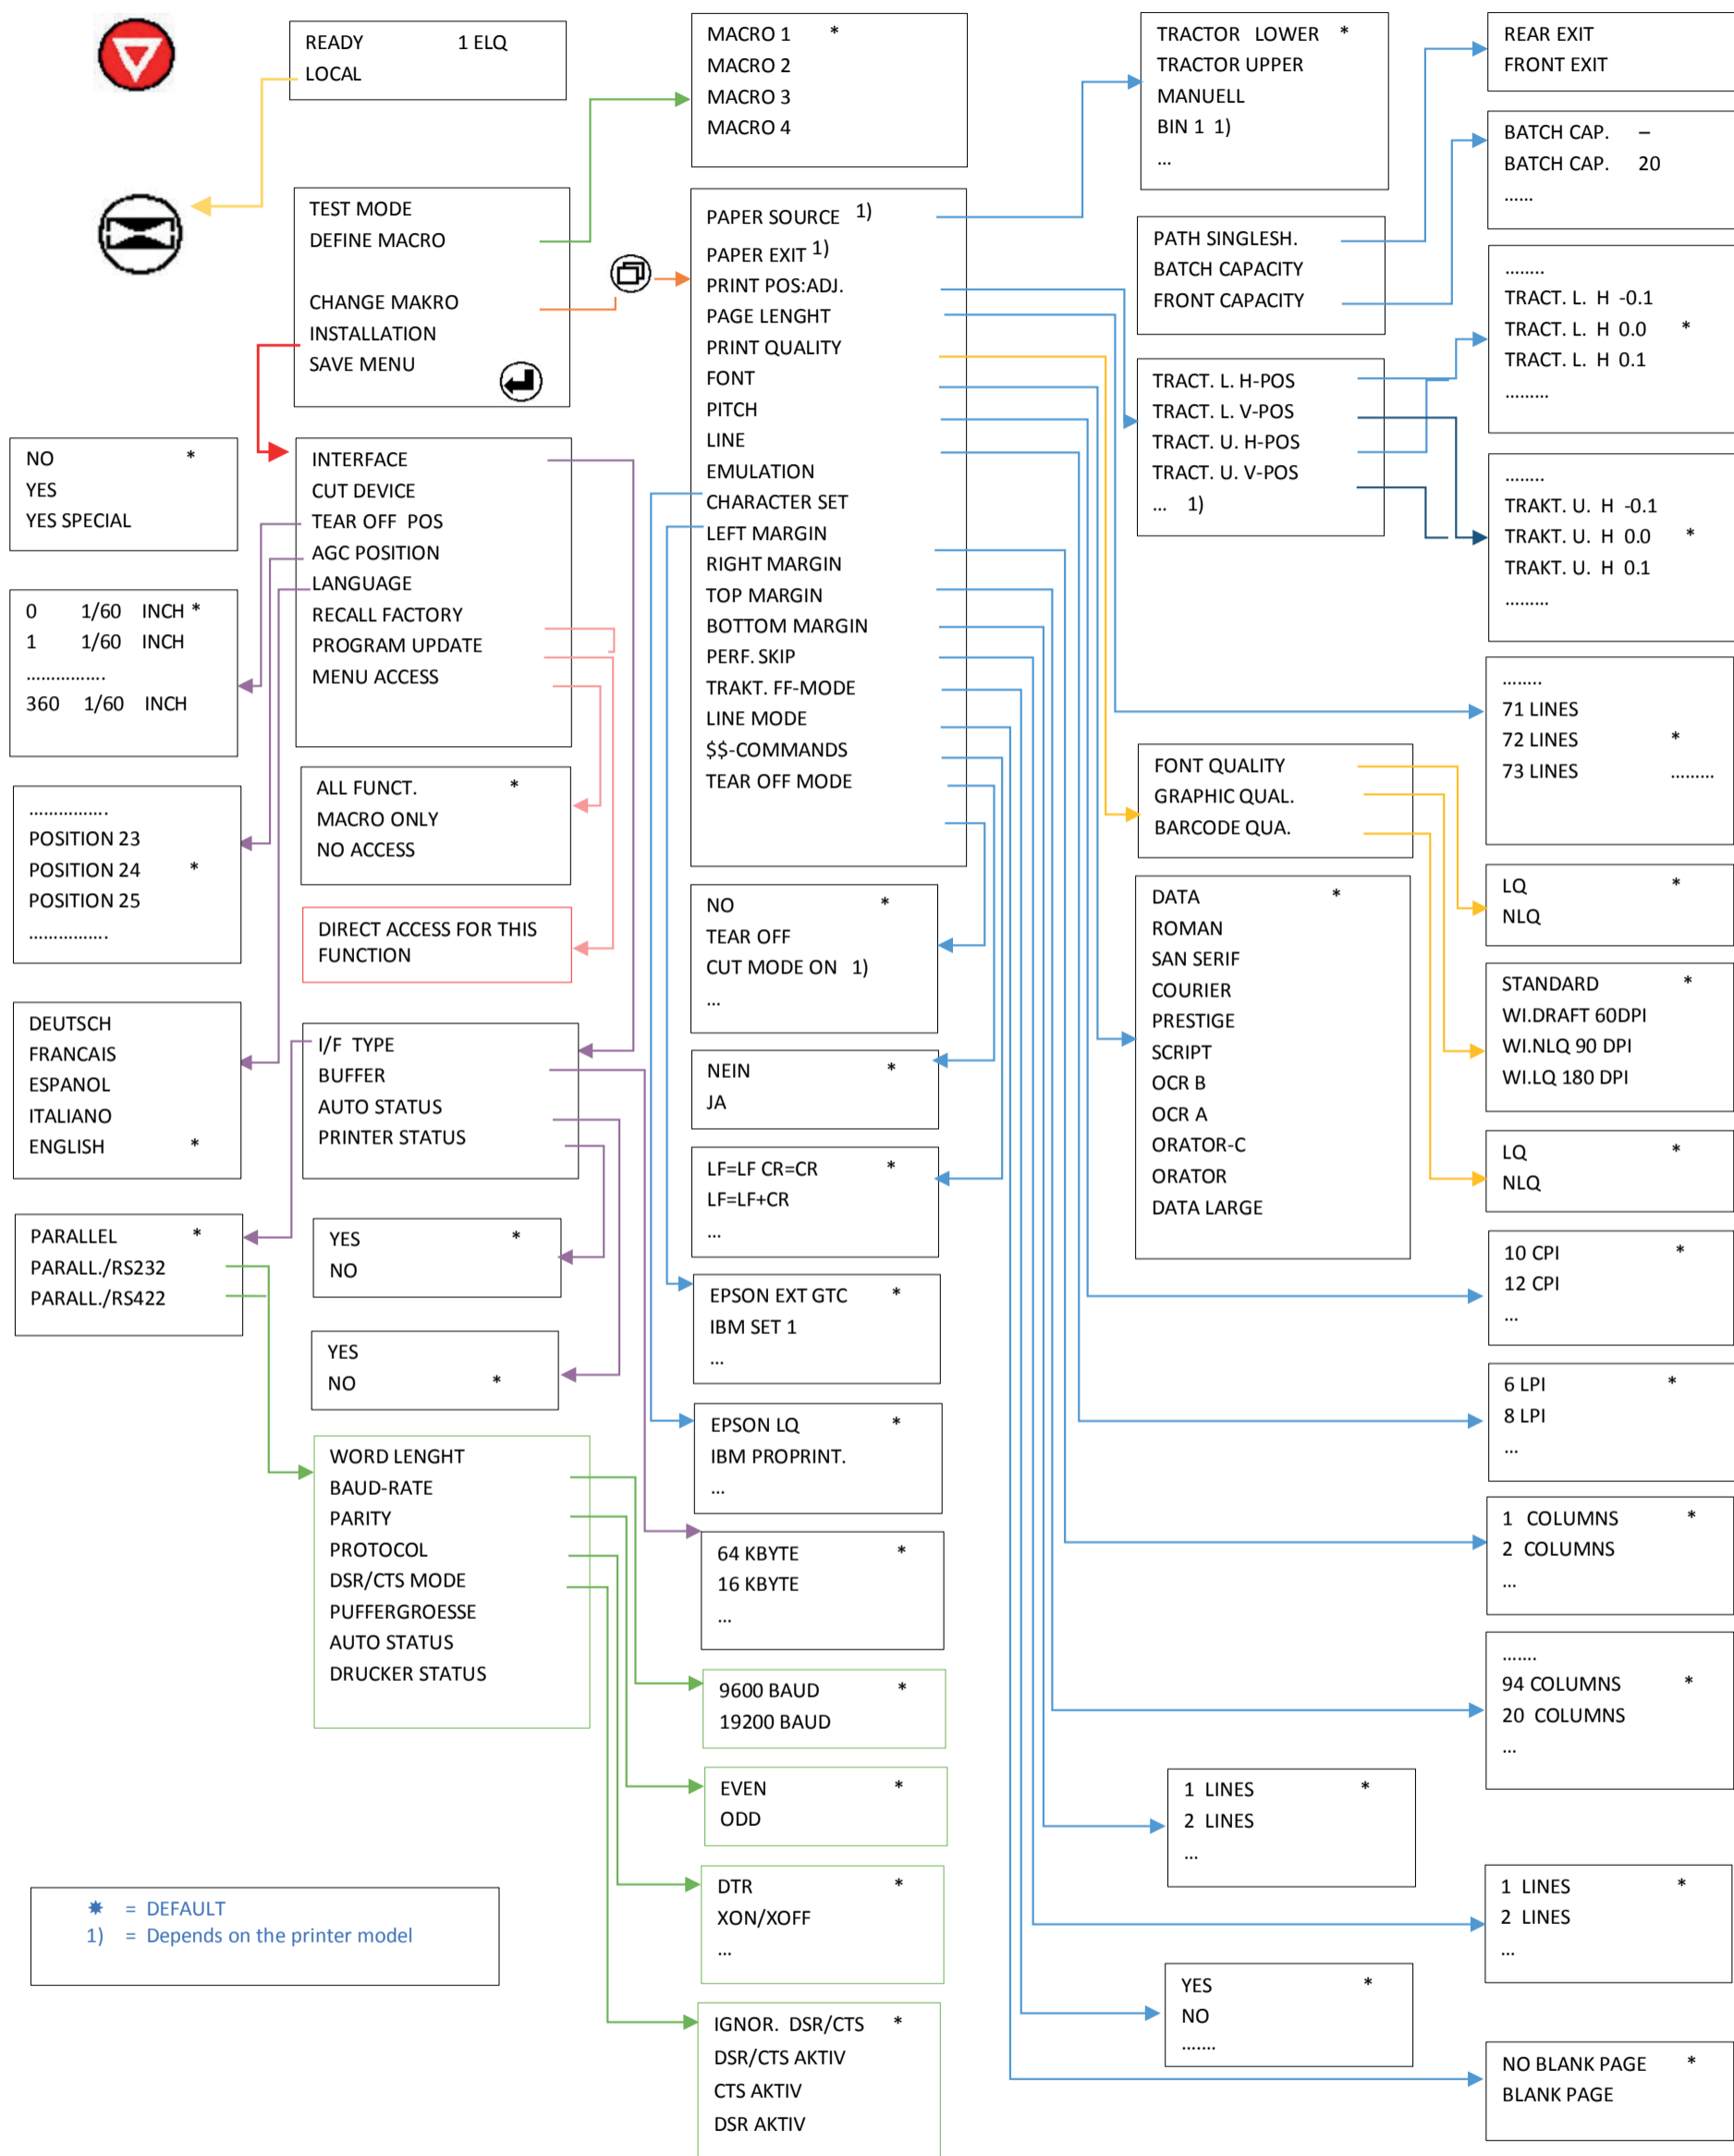 READY 1 ELQ
LOCAL
TEST MODE
DEFINE MACRO
CHANGE MAKRO
INSTALLATION
SAVE MENU
NO *
YES
YES SPECIAL
0 1/60 INCH *
1 1/60 INCH
................
360 1/60 INCH
................
POSITION 23
POSITION 24 *
POSITION 25
................
DEUTSCH
FRANCAIS
ESPANOL
ITALIANO
ENGLISH *
PARALLEL *
PARALL./RS232
PARALL./RS422
INTERFACE
CUT DEVICE
TEAR OFF POS
AGC POSITION
LANGUAGE
RECALL FACTORY
PROGRAM UPDATE
MENU ACCESS
ALL FUNCT. *
MACRO ONLY
NO ACCESS
DIRECT ACCESS FOR THIS
FUNCTION
I/F TYPE
BUFFER
AUTO STATUS
PRINTER STATUS
YES *
NO
YES
NO *
WORD LENGHT
BAUD-RATE
PARITY
PROTOCOL
DSR/CTS MODE
PUFFERGROESSE
AUTO STATUS
DRUCKER STATUS
✱ = DEFAULT
1) = Depends on the printer model
MACRO 1 *
MACRO 2
MACRO 3
MACRO 4
PAPER SOURCE 1)
PAPER EXIT 1)
PRINT POS:ADJ.
PAGE LENGHT
PRINT QUALITY
FONT
PITCH
LINE
EMULATION
CHARACTER SET
LEFT MARGIN
RIGHT MARGIN
TOP MARGIN
BOTTOM MARGIN
PERF. SKIP
TRAKT. FF-MODE
LINE MODE
$$-COMMANDS
TEAR OFF MODE
NO *
TEAR OFF
CUT MODE ON 1)
...
NEIN *
JA
LF=LF CR=CR *
LF=LF+CR
...
EPSON EXT GTC *
IBM SET 1
...
EPSON LQ *
IBM PROPRINT.
...
64 KBYTE *
16 KBYTE
...
9600 BAUD *
19200 BAUD
EVEN *
ODD
DTR *
XON/XOFF
...
IGNOR. DSR/CTS *
DSR/CTS AKTIV
CTS AKTIV
DSR AKTIV
TRACTOR LOWER *
TRACTOR UPPER
MANUELL
BIN 1 1)
...
PATH SINGLESH.
BATCH CAPACITY
FRONT CAPACITY
TRACT. L. H-POS
TRACT. L. V-POS
TRACT. U. H-POS
TRACT. U. V-POS
... 1)
FONT QUALITY
GRAPHIC QUAL.
BARCODE QUA.
DATA *
ROMAN
SAN SERIF
COURIER
PRESTIGE
SCRIPT
OCR B
OCR A
ORATOR-C
ORATOR
DATA LARGE
1 LINES *
2 LINES
...
YES *
NO
.......
REAR EXIT
FRONT EXIT
BATCH CAP. –
BATCH CAP. 20
......
........
TRACT. L. H -0.1
TRACT. L. H 0.0 *
TRACT. L. H 0.1
.........
........
TRAKT. U. H -0.1
TRAKT. U. H 0.0 *
TRAKT. U. H 0.1
.........
........
71 LINES
72 LINES *
73 LINES .........
LQ *
NLQ
STANDARD *
WI.DRAFT 60DPI
WI.NLQ 90 DPI
WI.LQ 180 DPI
LQ *
NLQ
10 CPI *
12 CPI
...
6 LPI *
8 LPI
...
1 COLUMNS *
2 COLUMNS
...
.......
94 COLUMNS *
20 COLUMNS
...
1 LINES *
2 LINES
...
NO BLANK PAGE *
BLANK PAGE